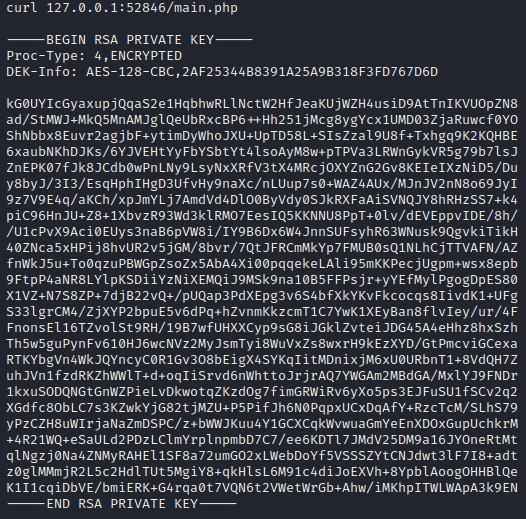 curl 127.0.0.1:52846/main.php
-----BEGIN RSA PRIVATE KEY-----
Proc-Type: 4,ENCRYPTED
DEK-Info: AES-128-CBC,2AF25344B8391A25A9B318F3FD767D6D
kG0UYIcGyaxupjQqaS2e1HqbhwRLlNctW2HfJeaKUjWZH4usiD9AtTnIKVUOpZN8
ad/StMWJ+MkQ5MnAMJglQeUbRxcBP6++Hh251jMcg8ygYcx1UMD03ZjaRuwcf0YO
ShNbbx8Euvr2agjbF+ytimDyWhoJXU+UpTD58L+SIsZzal9U8f+Txhgq9K2KQHBE
6xaubNKhDJKs/6YJVEHtYyFbYSbtYt4lsoAyM8w+pTPVa3LRWnGykVR5g79b7lsJ
ZnEPK07fJk8JCdb0wPnLNy9LsyNxXRfV3tX4MRcjOXYZnG2Gv8KEIeIXzNiD5/Du
y8byJ/3I3/EsqHphIHgD3UfvHy9naXc/nLUup7s0+WAZ4AUx/MJnJV2nN8o69JyI
9z7V9E4q/aKCh/xpJmYLj7AmdVd4DlO0ByVdy0SJkRXFaAiSVNQJY8hRHzSS7+k4
piC96HnJU+Z8+1XbvzR93Wd3klRMO7EesIQ5KKNNU8PpT+0lv/dEVEppvIDE/8h/
/U1cPvX9Aci0EUys3naB6pVW8i/IY9B6Dx6W4JnnSUFsyhR63WNusk9QgvkiTikH
40ZNca5xHPij8hvUR2v5jGM/8bvr/7QtJFRCmMkYp7FMUB0sQ1NLhCjTTVAFN/AZ
fnWkJ5u+To0qzuPBWGpZsoZx5AbA4Xi00pqqekeLAli95mKKPecjUgpm+wsx8epb
9FtpP4aNR8LYlpKSDiiYzNiXEMQiJ9MSk9na10B5FFPsjr+yYEfMylPgogDpES80
X1VZ+N7S8ZP+7djB22vQ+/pUQap3PdXEpg3v6S4bfXkYKvFkcocqs8IivdK1+UFg
S33lgrCM4/ZjXYP2bpuE5v6dPq+hZvnmKkzcmT1C7YwK1XEyBan8flvIey/ur/4F
FnonsEl16TZvolSt9RH/19B7wfUHXXCyp9sG8iJGklZvteiJDG45A4eHhz8hxSzh
Th5w5guPynFv610HJ6wcNVz2MyJsmTyi8WuVxZs8wxrH9kEzXYD/GtPmcviGCexa
RTKYbgVn4WkJQYncyC0R1Gv3O8bEigX4SYKqIitMDnixjM6xU0URbnT1+8VdQH7Z
uhJVn1fzdRKZhWWlT+d+oqIiSrvd6nWhttoJrjrAQ7YWGAm2MBdGA/MxlYJ9FNDr
1kxuSODQNGtGnWZPieLvDkwotqZKzdOg7fimGRWiRv6yXo5ps3EJFuSU1fSCv2q2
XGdfc8ObLC7s3KZwkYjG82tjMZU+P5PifJh6N0PqpxUCxDqAfY+RzcTcM/SLhS79
yPzCZH8uWIrjaNaZmDSPC/z+bWWJKuu4Y1GCXCqkWvwuaGmYeEnXDOxGupUchkrM
+4R21WQ+eSaULd2PDzLClmYrplnpmbD7C7/ee6KDTl7JMdV25DM9a16JYOneRtMt
qlNgzj0Na4ZNMyRAHEl1SF8a72umGO2xLWebDoYf5VSSSZYtCNJdwt3lF7I8+adt
z0glMMmjR2L5c2HdlTUt5MgiY8+qkHlsL6M91c4diJoEXVh+8YpblAoogOHHBlQe
K1I1cqiDbVE/bmiERK+G4rqa0t7VQN6t2VWetWrGb+Ahw/iMKhpITWLWApA3k9EN
-----END RSA PRIVATE KEY-----